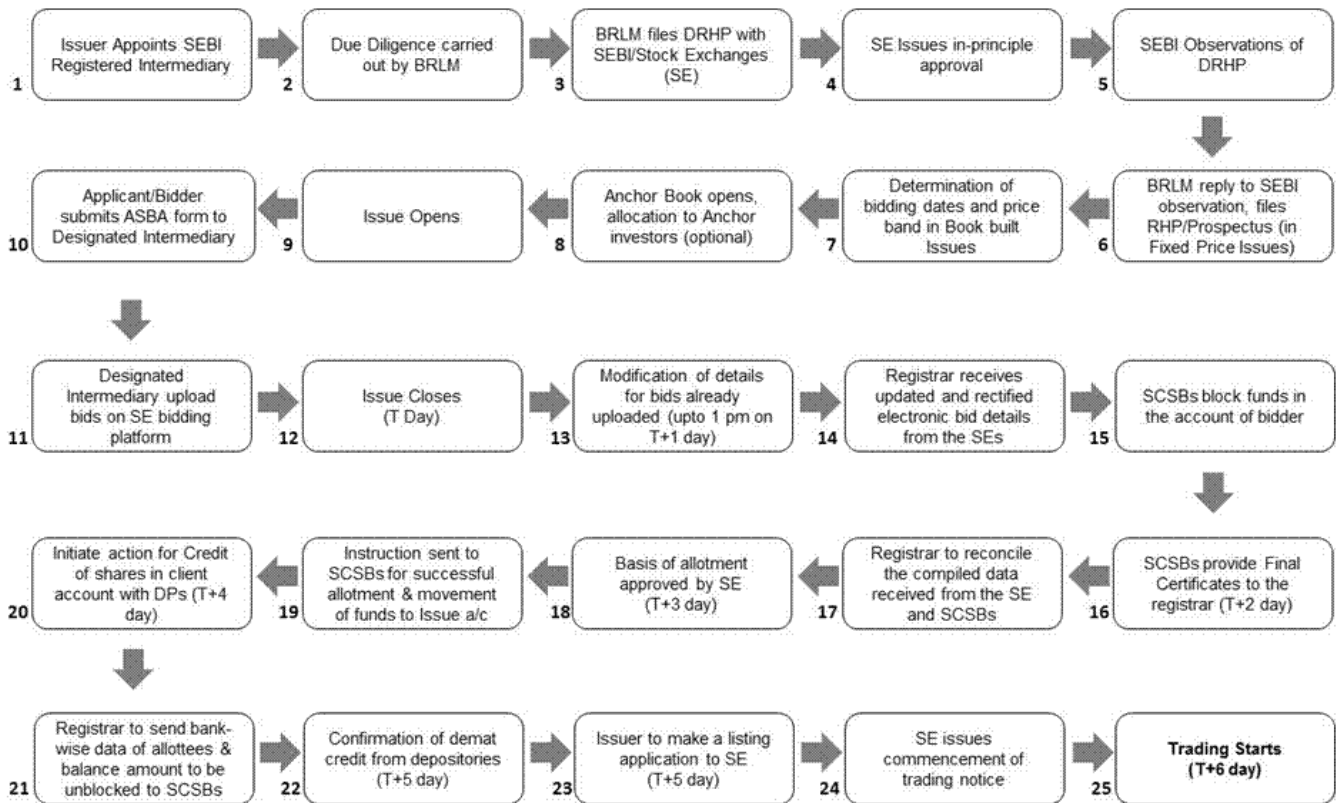 Issuer Appoints SEBI
Registered Intermediary
1
Due Diligence carried
out by BRLM
2
BRLM files DRHP with
SEBI/Stock Exchanges
(SE)
3
SE Issues in-principle
approval
4
SEBI Observations of
DRHP
5
BRLM reply to SEBI
observation, files
RHP/Prospectus (in
Fixed Price Issues)
6
Determination of
bidding dates and price
band in Book built
Issues
7
Anchor Book opens,
allocation to Anchor
investors (optional)
8
Issue Opens
9
Applicant/Bidder
submits ASBA form to
Designated Intermediary
10
Designated
Intermediary upload
bids on SE bidding
platform
11
Issue Closes
(T Day)
12
Modification of details
for bids already
uploaded (upto 1 pm on
T+1 day)
13
Registrar receives
updated and rectified
electronic bid details
from the SEs
14
SCSBs block funds in
the account of bidder
15
SCSBs provide Final
Certificates to the
registrar (T+2 day)
16
Registrar to reconcile
the compiled data
received from the SE
and SCSBs
17
Basis of allotment
approved by SE
(T+3 day)
18
Instruction sent to
SCSBs for successful
allotment & movement
of funds to Issue a/c
19
Initiate action for Credit
of shares in client
account with DPs (T+4
day)
20
Registrar to send bank-
wise data of allottees &
balance amount to be
unblocked to SCSBs
21
Confirmation of demat
credit from depositories
(T+5 day)
22
Issuer to make a listing
application to SE
(T+5 day)
23
SE issues
commencement of
trading notice
24
Trading Starts
(T+6 day)
25